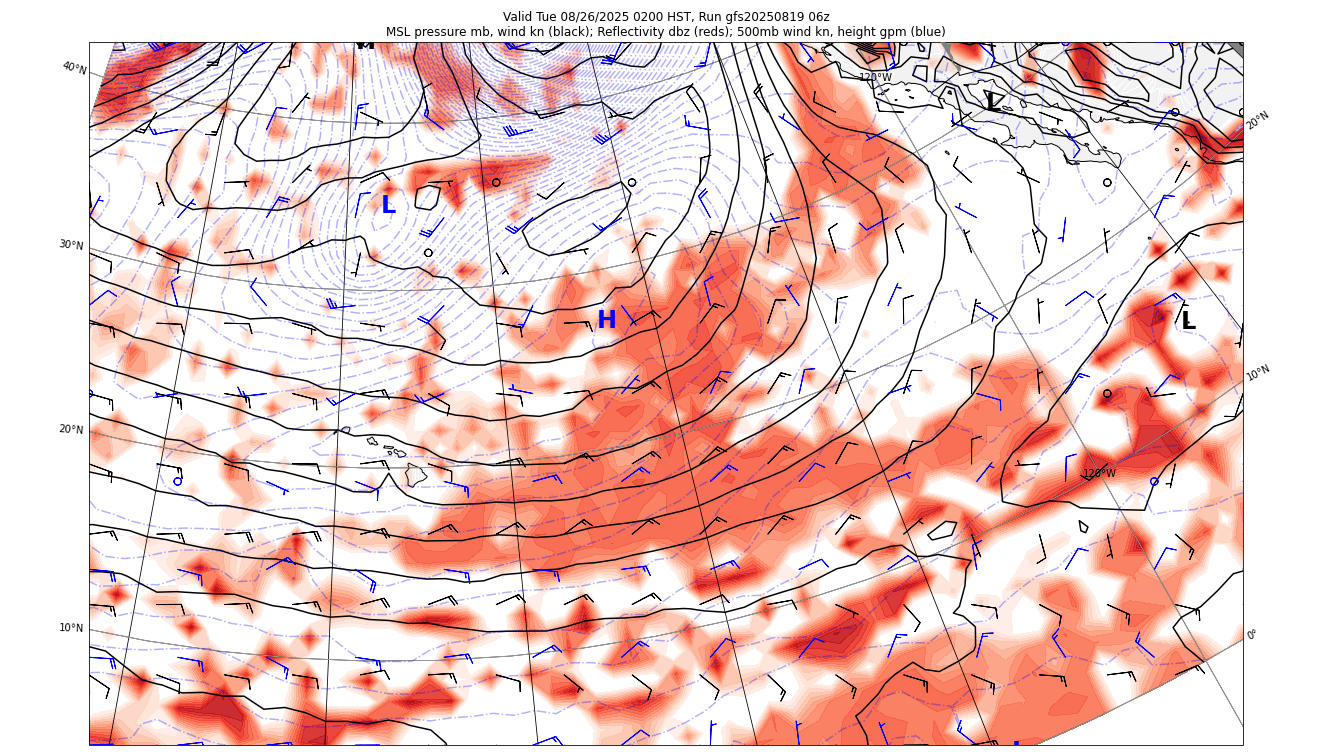 Valid Tue 08/26/2025 0200 HST, Run gfs20250819 06z
MSL pressure mb, wind kn (black); Reflectivity dbz (reds); 500mb wind kn, height gpm (blue)
40°N
120°W
L
20°N
L
30°N
H
L
10°N
20°N
120°W
10°N
0°